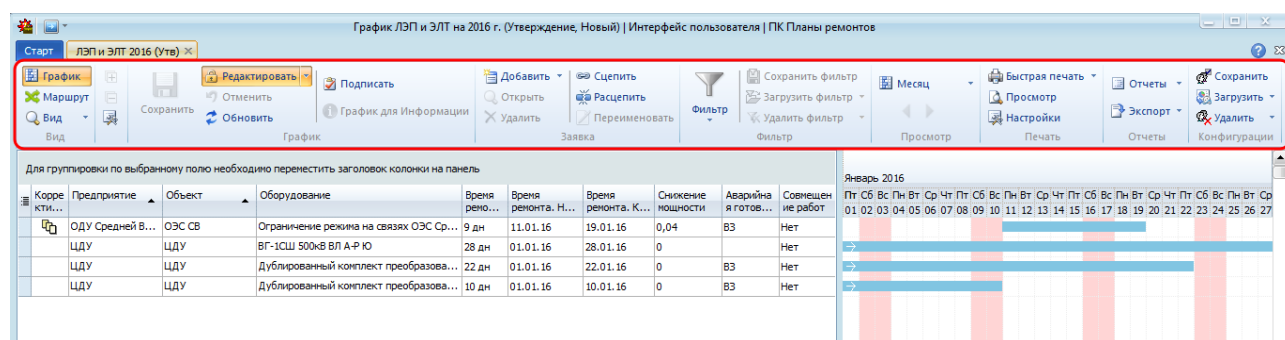 График ЛЭП и ЭЛТ на 2016 г. (Утверждение, Новый) | Интерфейс пользователя | ПК Планы ремонтов
Старт ЛЭП и ЭЛТ 2016 (Утв)
График Редактировать Подписать Добавить Сцепить Сохранить фильтр Месяц Быстрая печать Отчеты Сохранить
Маршрут Сохранить Отменить Открыть Расцепить Фильтр Загрузить фильтр Просмотр Загрузить
Вид Обновить График для Информации Удалить Переименовать Удалить фильтр Настройки Экспорт Удалить
Вид График Заявка Фильтр Просмотр Печать Отчеты Конфигурации
Для группировки по выбранному полю необходимо переместить заголовок колонки на панель
Январь 2016
Корре Предприятие Объект Оборудование Время Время Время Снижение Аварийна Совмещен Пт Сб Вс Пн Вт Ср Чт Пт Сб Вс Пн Вт Ср Чт Пт Сб Вс Пн Вт Ср Чт Пт Сб Вс Пн Вт Ср
кти... ремо... ремонта. Н... ремонта. К... мощности я готов... ие работ 01 02 03 04 05 06 07 08 09 10 11 12 13 14 15 16 17 18 19 20 21 22 23 24 25 26 27
ОДУ Средней В... ОЭС СВ Ограничение режима на связях ОЭС Ср... 9 дн 11.01.16 19.01.16 0,04 ВЗ Нет
ЦДУ ЦДУ ВГ-1СШ 500кВ ВЛ А-Р Ю 28 дн 01.01.16 28.01.16 0 Нет
ЦДУ ЦДУ Дублированный комплект преобразова... 22 дн 01.01.16 22.01.16 0 ВЗ Нет
ЦДУ ЦДУ Дублированный комплект преобразова... 10 дн 01.01.16 10.01.16 0 ВЗ Нет